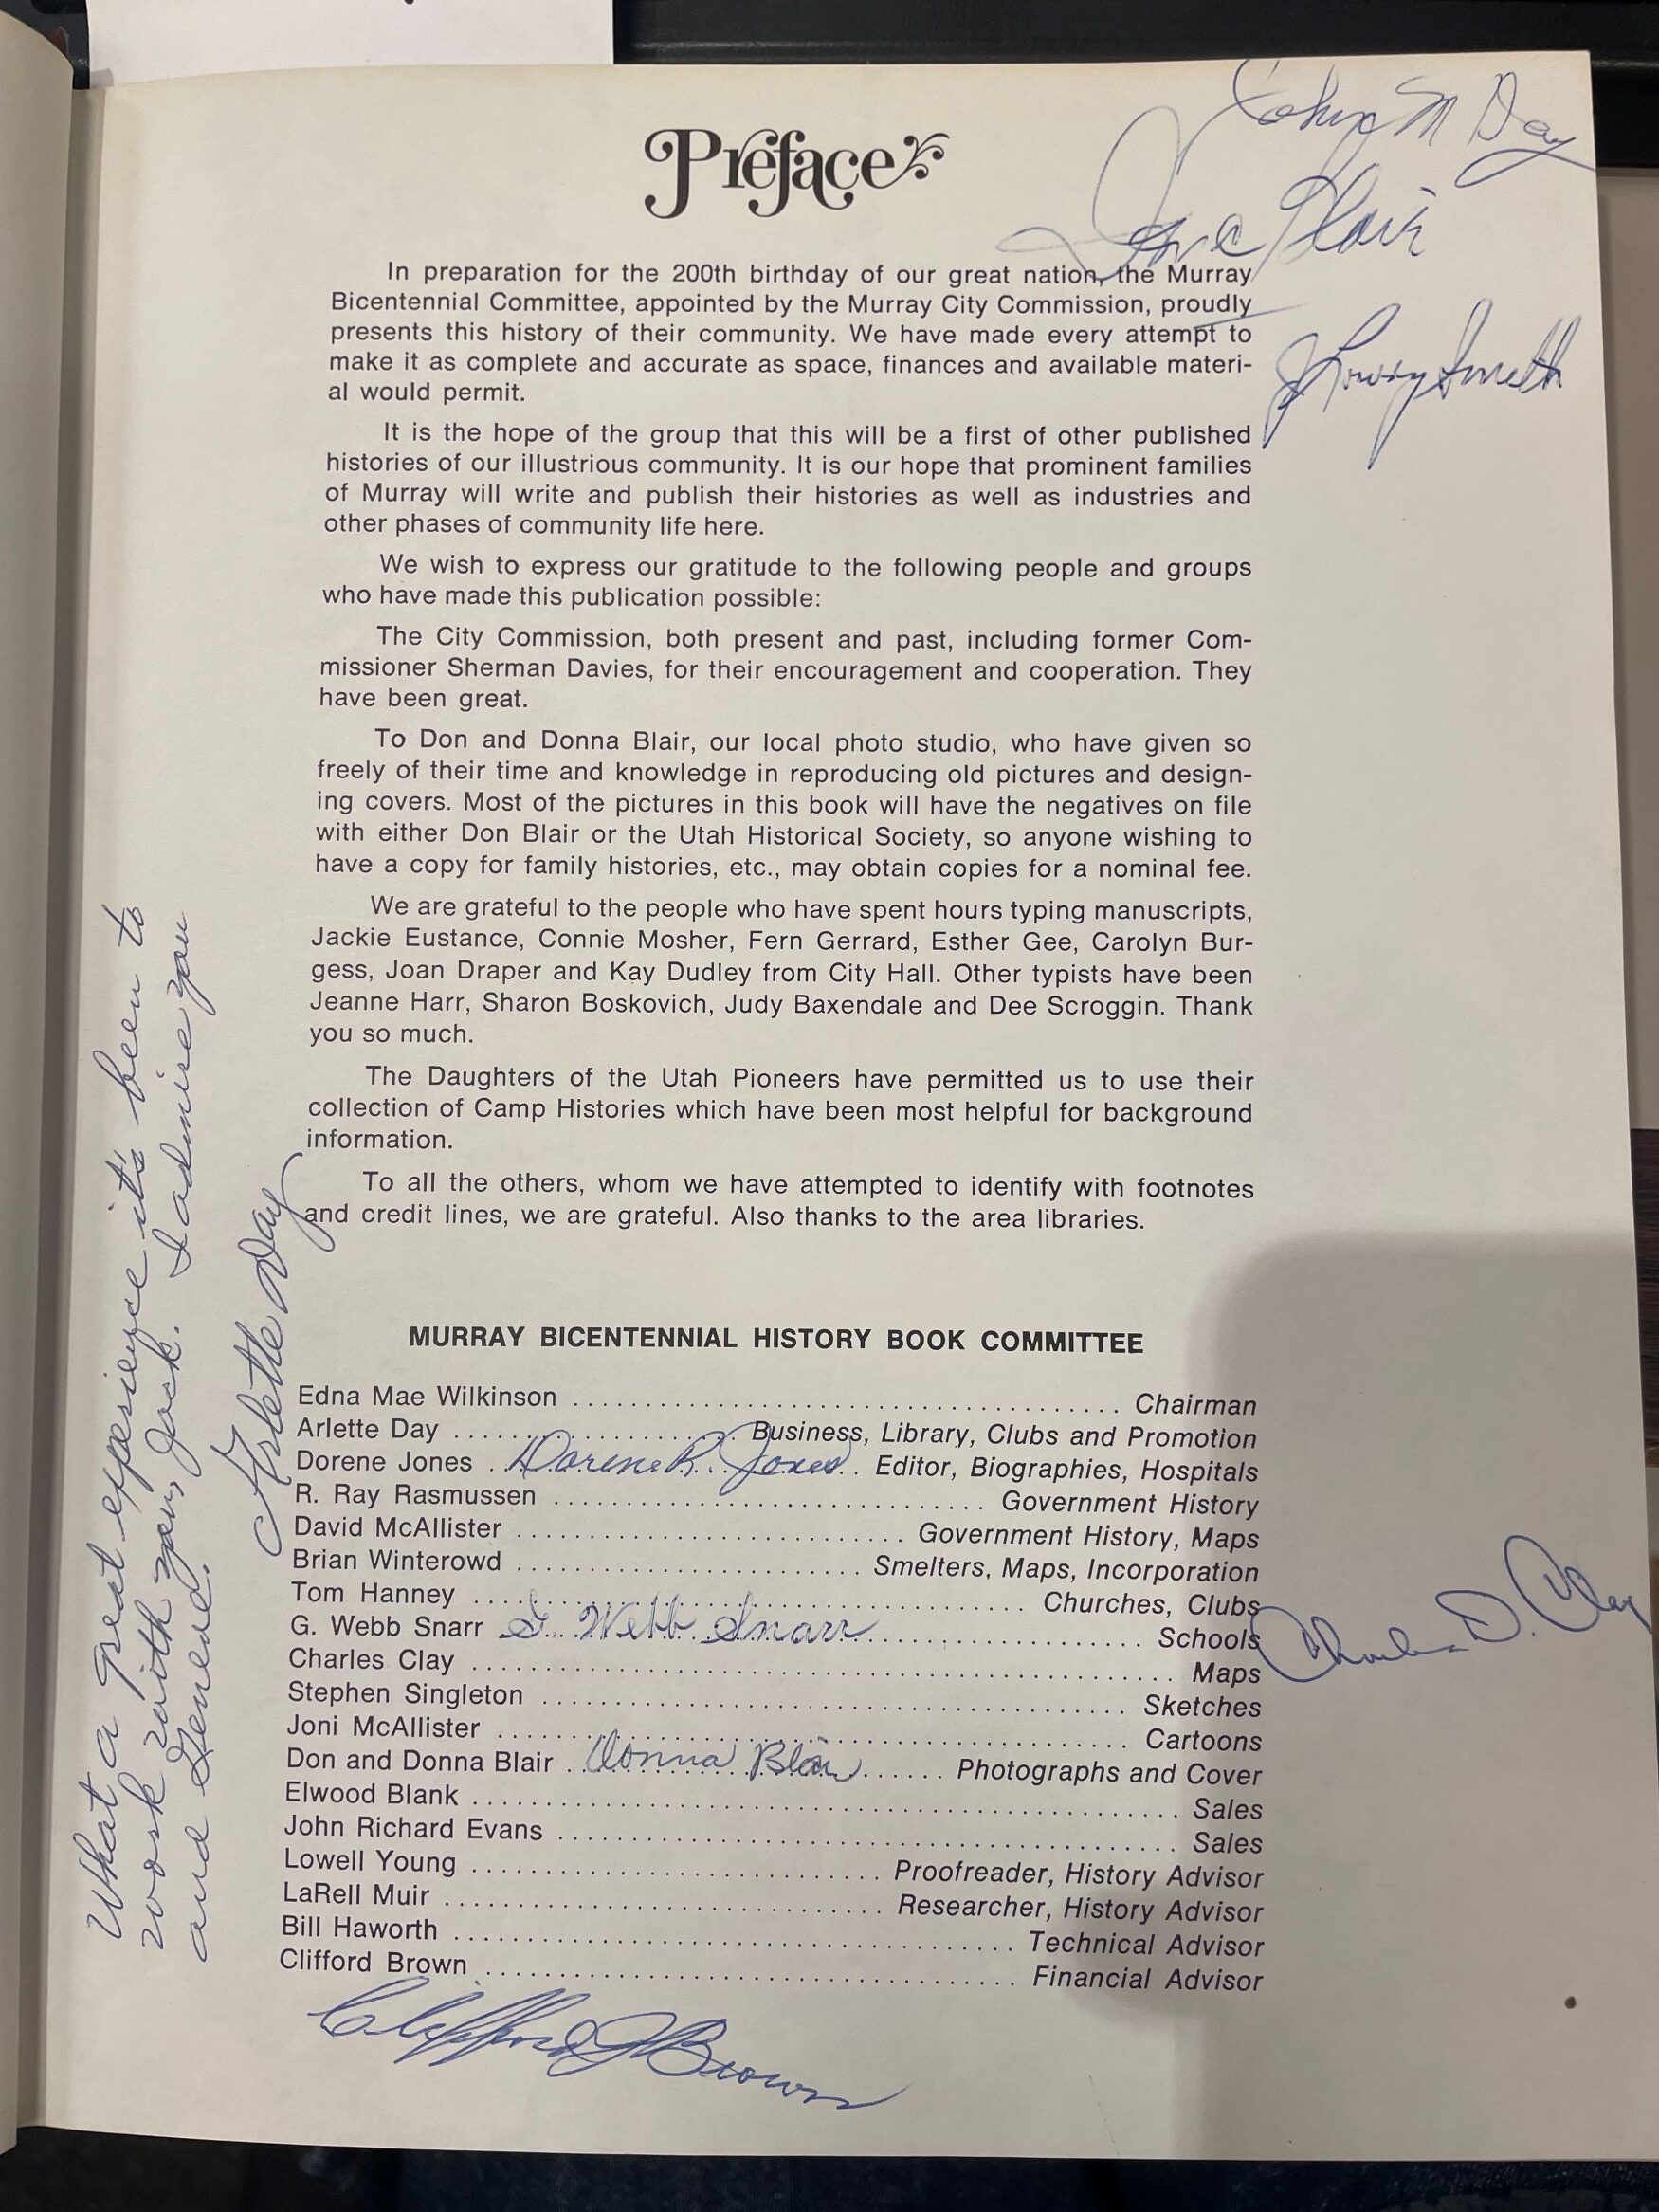 John M Day
Preface
Blair
In preparation for the 200th birthday of our great nation, the Murray
Bicentennial Committee, appointed by the Murray City Commission, proudly
presents this history of their community. We have made every attempt to
make it as complete and accurate as space, finances and available materi-
al would permit.
J Lowry Smith
It is the hope of the group that this will be a first of other published
histories of our illustrious community. It is our hope that prominent families
of Murray will write and publish their histories as well as industries and
other phases of community life here.
We wish to express our gratitude to the following people and groups
who have made this publication possible:
The City Commission, both present and past, including former Com-
missioner Sherman Davies, for their encouragement and cooperation. They
have been great.
To Don and Donna Blair, our local photo studio, who have given so
freely of their time and knowledge in reproducing old pictures and design-
ing covers. Most of the pictures in this book will have the negatives on file
with either Don Blair or the Utah Historical Society, so anyone wishing to
have a copy for family histories, etc., may obtain copies for a nominal fee.
We are grateful to the people who have spent hours typing manuscripts,
Jackie Eustance, Connie Mosher, Fern Gerrard, Esther Gee, Carolyn Bur-
gess, Joan Draper and Kay Dudley from City Hall. Other typists have been
Jeanne Harr, Sharon Boskovich, Judy Baxendale and Dee Scroggin. Thank
you so much.
The Daughters of the Utah Pioneers have permitted us to use their
collection of Camp Histories which have been most helpful for background
information.
To all the others, whom we have attempted to identify with footnotes
and credit lines, we are grateful. Also thanks to the area libraries.
What a great experience it's been to
work with you, Jack. I admire you
and Geneve.
Arlette Day
MURRAY BICENTENNIAL HISTORY BOOK COMMITTEE
Edna Mae Wilkinson ........ Chairman
Arlette Day ........ Business, Library, Clubs and Promotion
Dorene Jones ........ Dorene R. Jones ........ Editor, Biographies, Hospitals
R. Ray Rasmussen ........ Government History
David McAllister ........ Government History, Maps
Brian Winterowd ........ Smelters, Maps, Incorporation
Tom Hanney ........ Churches, Clubs
G. Webb Snarr G. Webb Snarr ........ Schools
Charles D. Clay
Charles Clay ........ Maps
Stephen Singleton ........ Sketches
Joni McAllister ........ Cartoons
Don and Donna Blair ........ Donna Blair ........ Photographs and Cover
Elwood Blank ........ Sales
John Richard Evans ........ Sales
Lowell Young ........ Proofreader, History Advisor
LaRell Muir ........ Researcher, History Advisor
Bill Haworth ........ Technical Advisor
Clifford Brown ........ Financial Advisor
Clifford J Brown